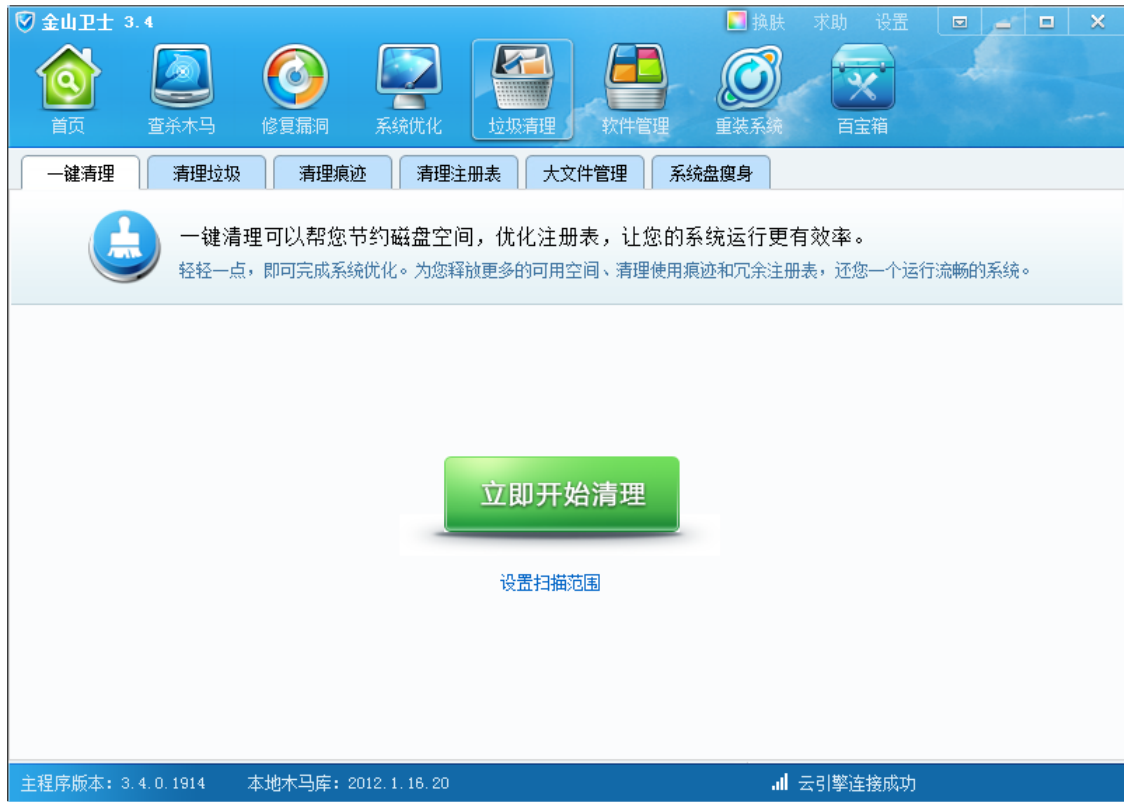 金山卫士 3.4
换肤 求助 设置
首页 查杀木马 修复漏洞 系统优化 垃圾清理 软件管理 重装系统 百宝箱
一键清理 清理垃圾 清理痕迹 清理注册表 大文件管理 系统盘瘦身
一键清理可以帮您节约磁盘空间，优化注册表，让您的系统运行更有效率。
轻轻一点，即可完成系统优化。为您释放更多的可用空间、清理使用痕迹和冗余注册表，还您一个运行流畅的系统。
立即开始清理
设置扫描范围
主程序版本：3.4.0.1914 本地木马库：2012.1.16.20 云引擎连接成功